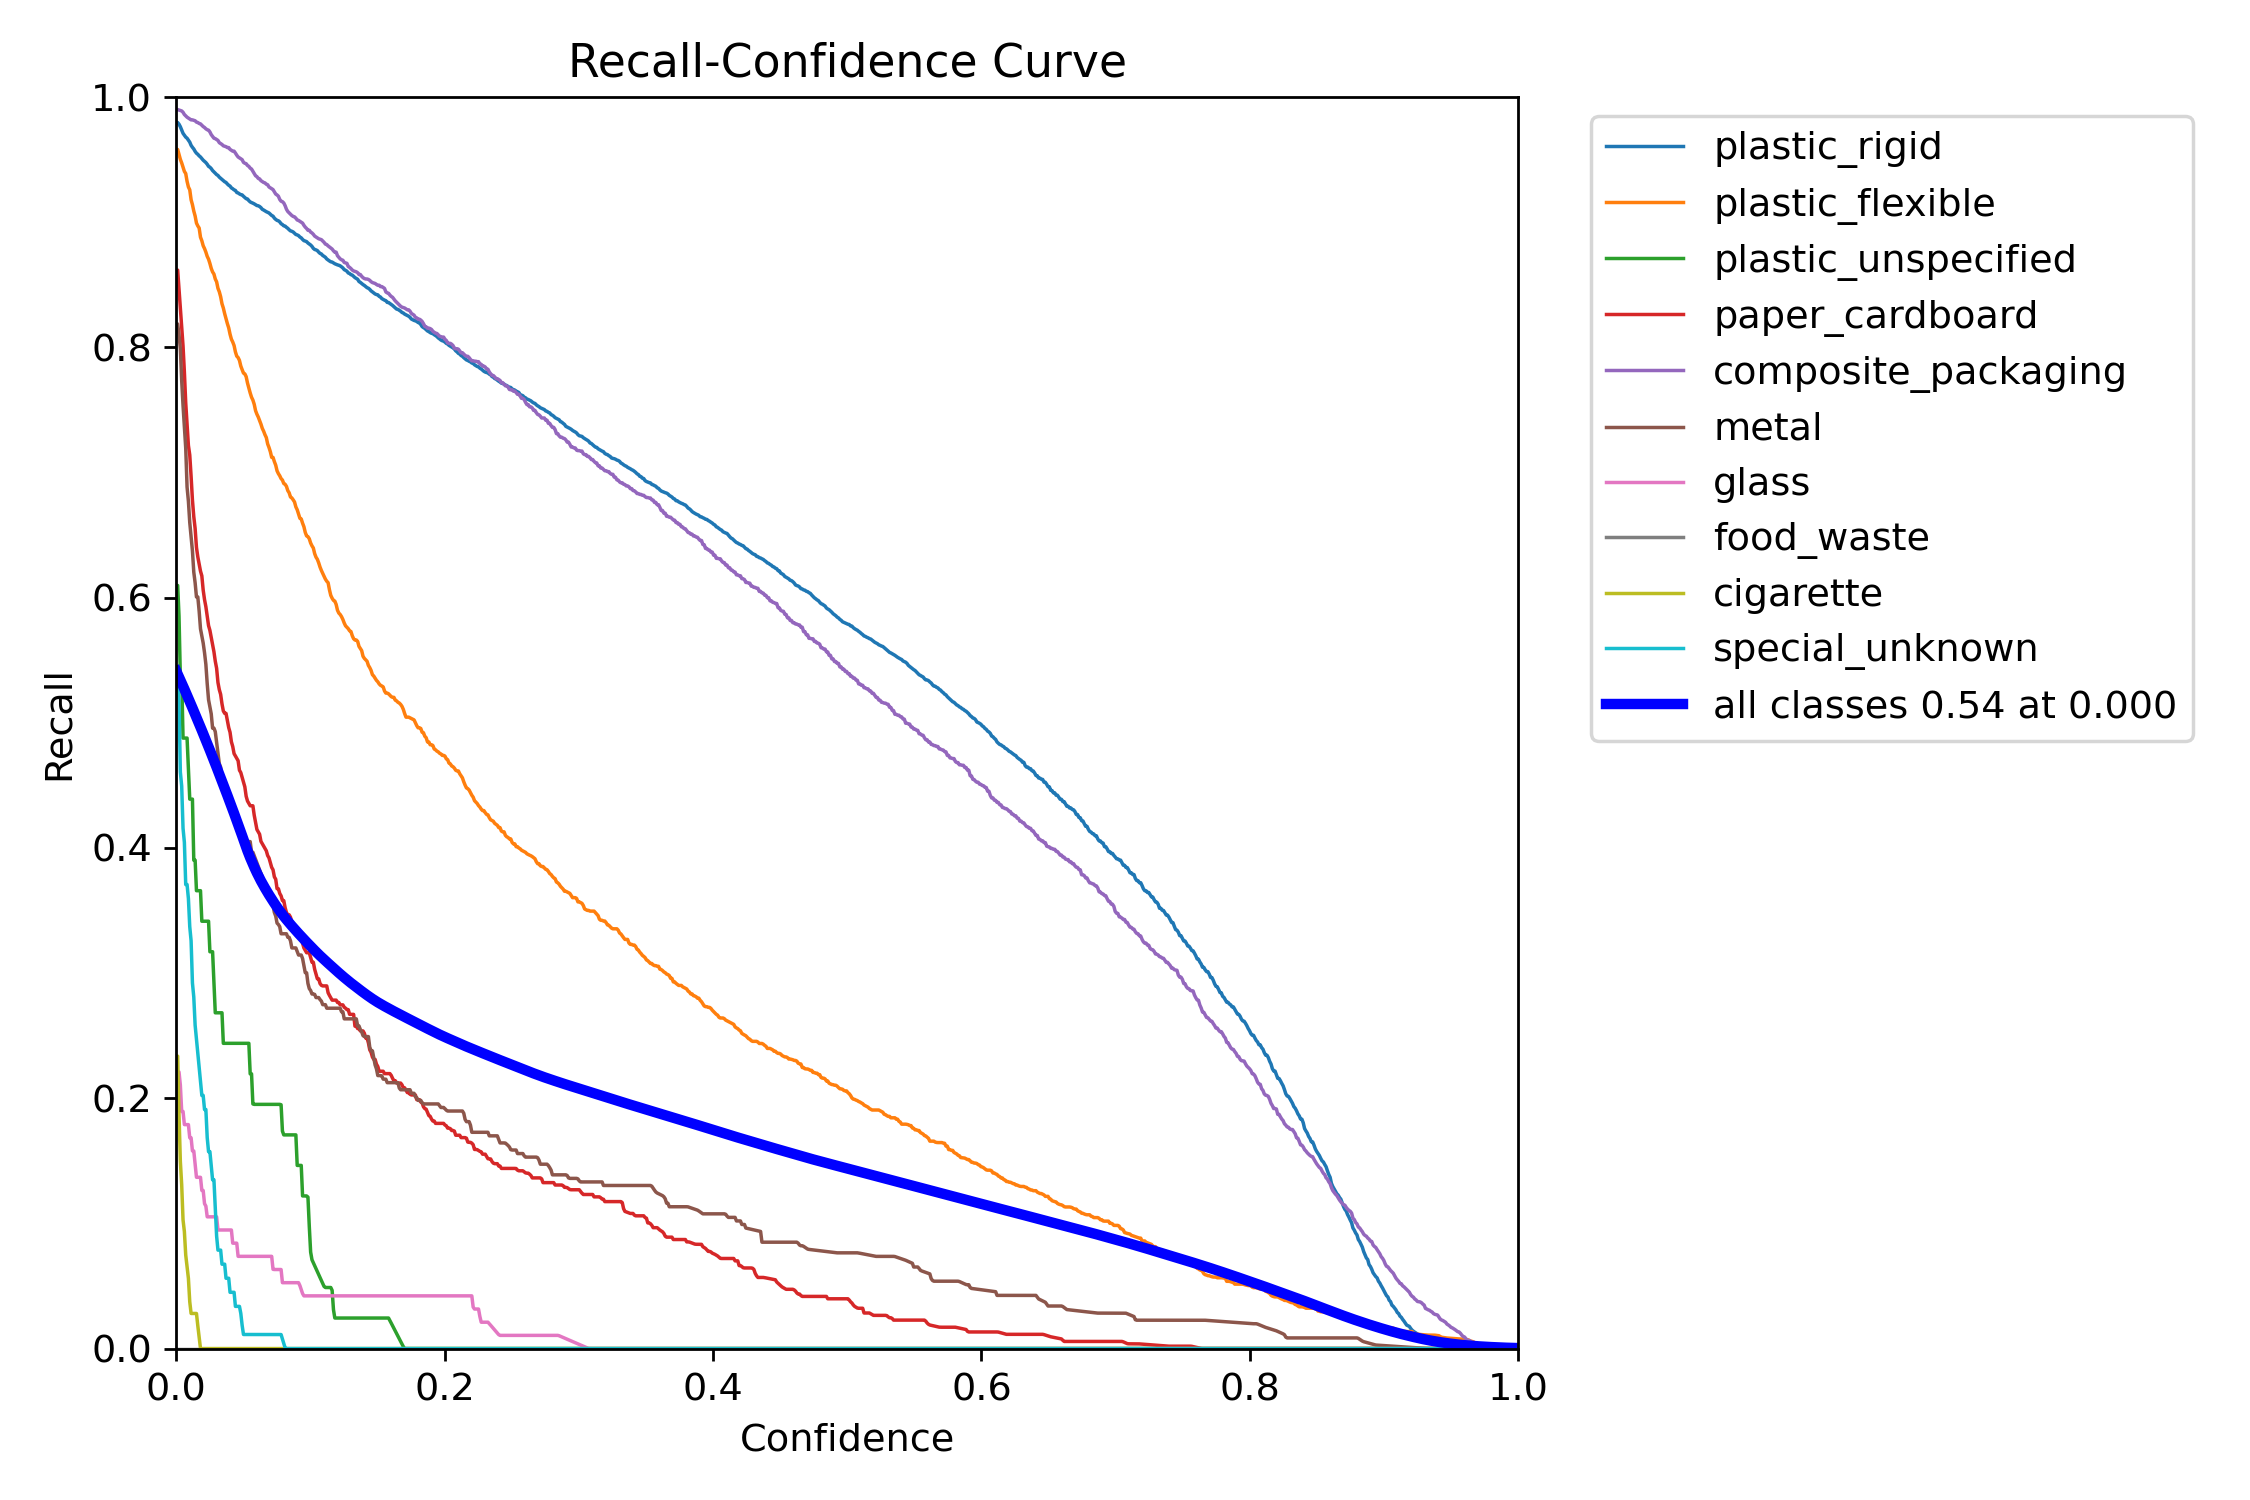 Recall-Confidence Curve
1.0
0.8
0.6
0.4
0.2
0.0
Recall
0.0 0.2 0.4 0.6 0.8 1.0
Confidence
plastic_rigid
plastic_flexible
plastic_unspecified
paper_cardboard
composite_packaging
metal
glass
food_waste
cigarette
special_unknown
all classes 0.54 at 0.000